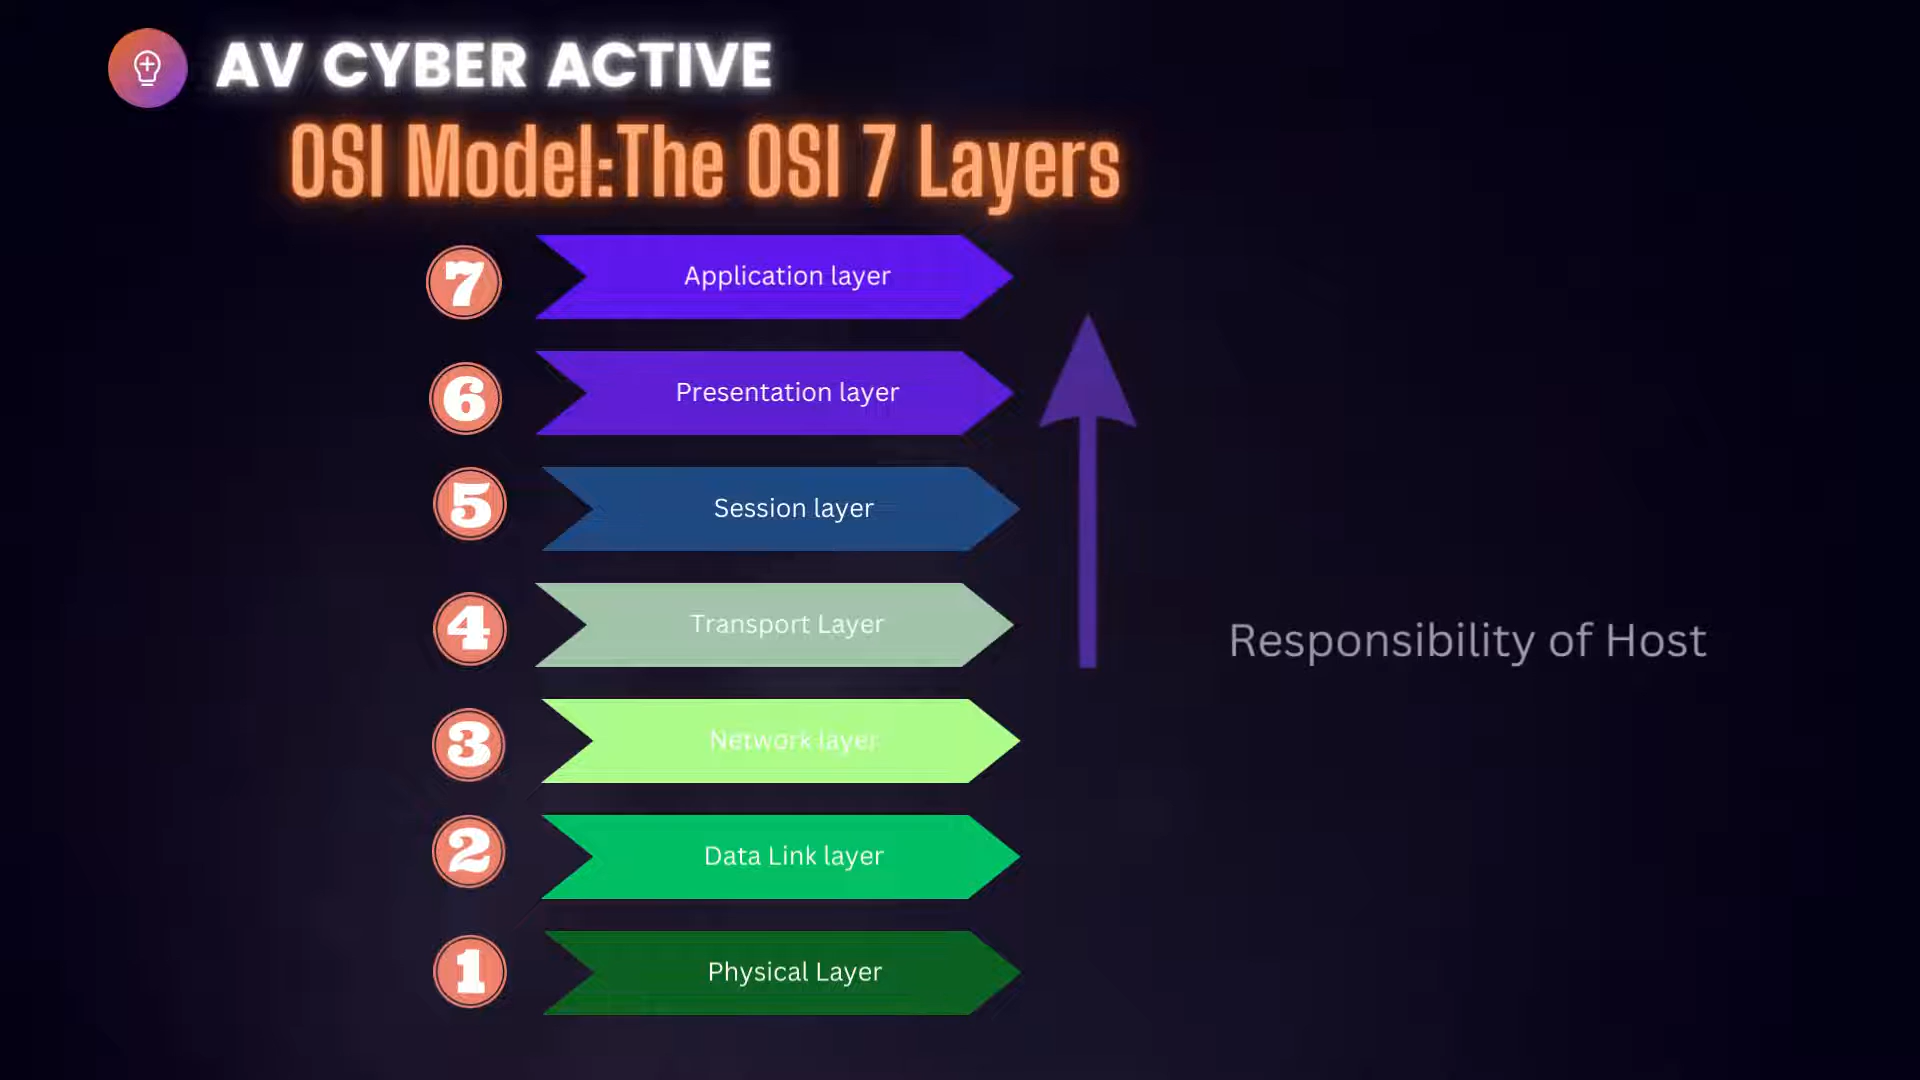 AV CYBER ACTIVE
OSI Model:The OSI 7 Layers
7 Application layer
6 Presentation layer
5 Session layer
4 Transport Layer
Responsibility of Host
3 Network layer
2 Data Link layer
1 Physical Layer